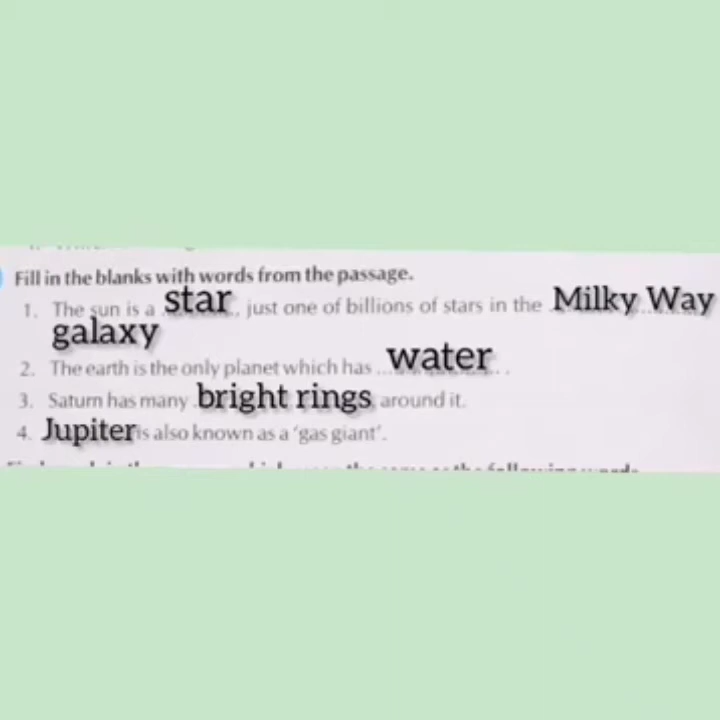 Fill in the blanks with words from the passage.
1. The sun is a star, just one of billions of stars in the Milky Way
galaxy
2. The earth is the only planet which has ...water...
3. Saturn has many bright rings around it.
4. Jupiter is also known as a 'gas giant'.